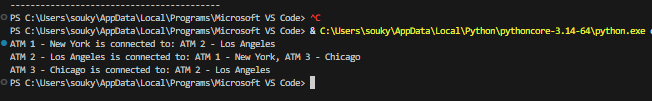 ----------------------------------------
PS C:\Users\souky\AppData\Local\Programs\Microsoft VS Code> ^C
PS C:\Users\souky\AppData\Local\Programs\Microsoft VS Code> & C:\Users\souky\AppData\Local\Python\pythoncore-3.14-64\python.exe
ATM 1 - New York is connected to: ATM 2 - Los Angeles
ATM 2 - Los Angeles is connected to: ATM 1 - New York, ATM 3 - Chicago
ATM 3 - Chicago is connected to: ATM 2 - Los Angeles
PS C:\Users\souky\AppData\Local\Programs\Microsoft VS Code>